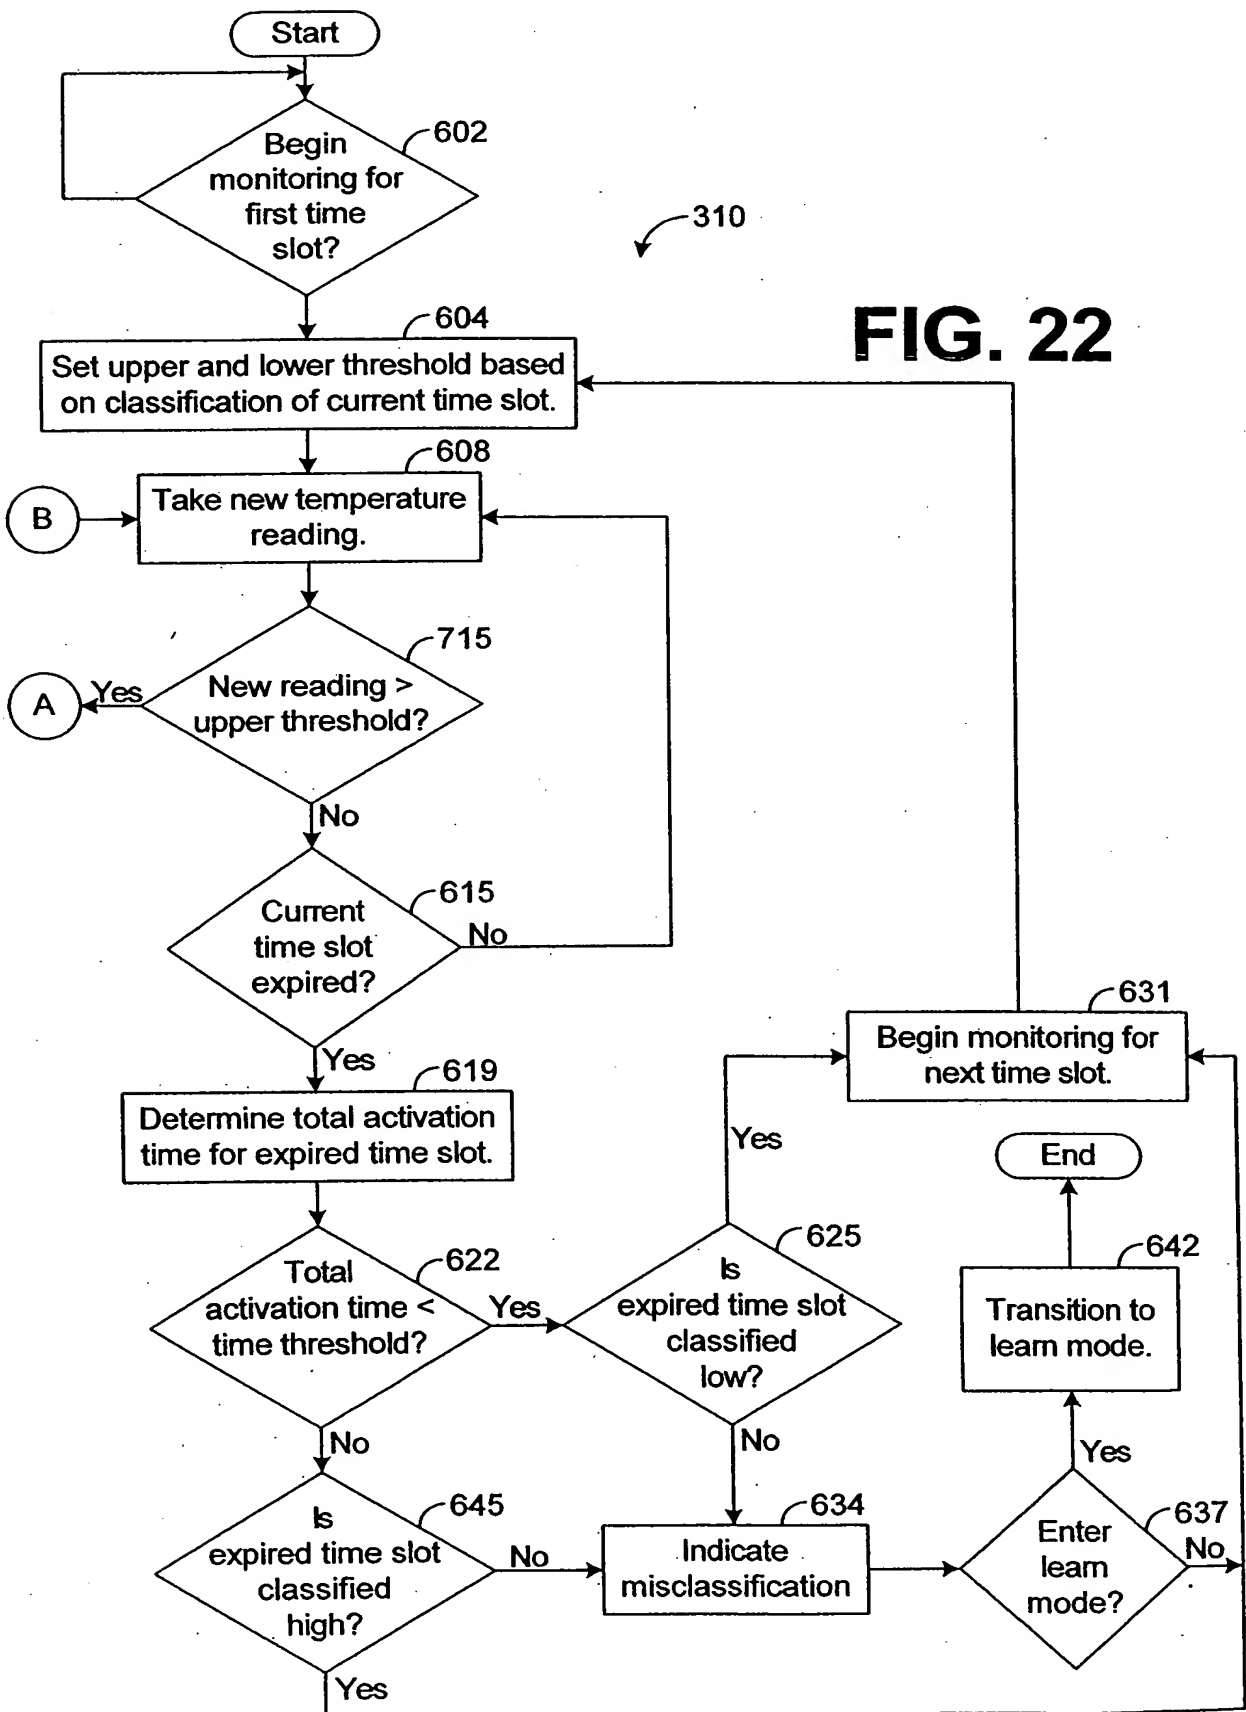 Start
602
Begin
monitoring for
first time
slot?
310
FIG. 22
604
Set upper and lower threshold based
on classification of current time slot.
608
B
Take new temperature
reading.
715
A
Yes
New reading >
upper threshold?
No
615
Current
time slot
expired?
No
Yes
619
Determine total activation
time for expired time slot.
631
Begin monitoring for
next time slot.
Yes
End
622
Total
activation time <
time threshold?
Yes
625
Is
expired time slot
classified
low?
642
Transition to
learn mode.
No
No
Yes
645
Is
expired time slot
classified
high?
No
634
Indicate
misclassification
637
Enter
learn
mode?
No
Yes